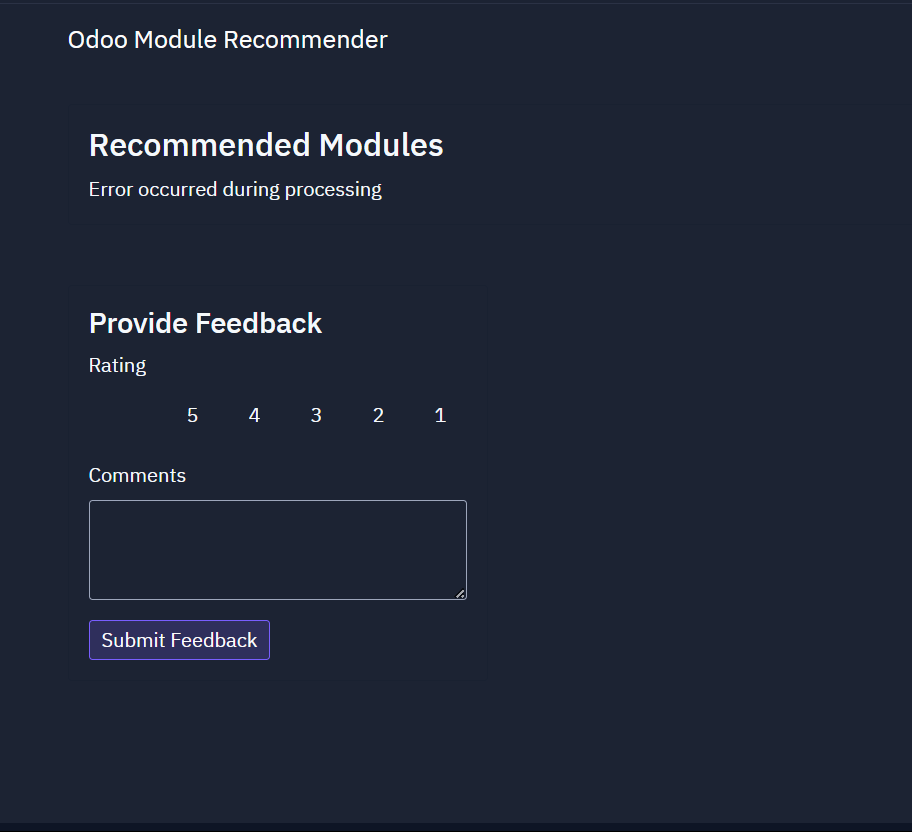 Odoo Module Recommender
Recommended Modules
Error occurred during processing
Provide Feedback
Rating
5 4 3 2 1
Comments
Submit Feedback